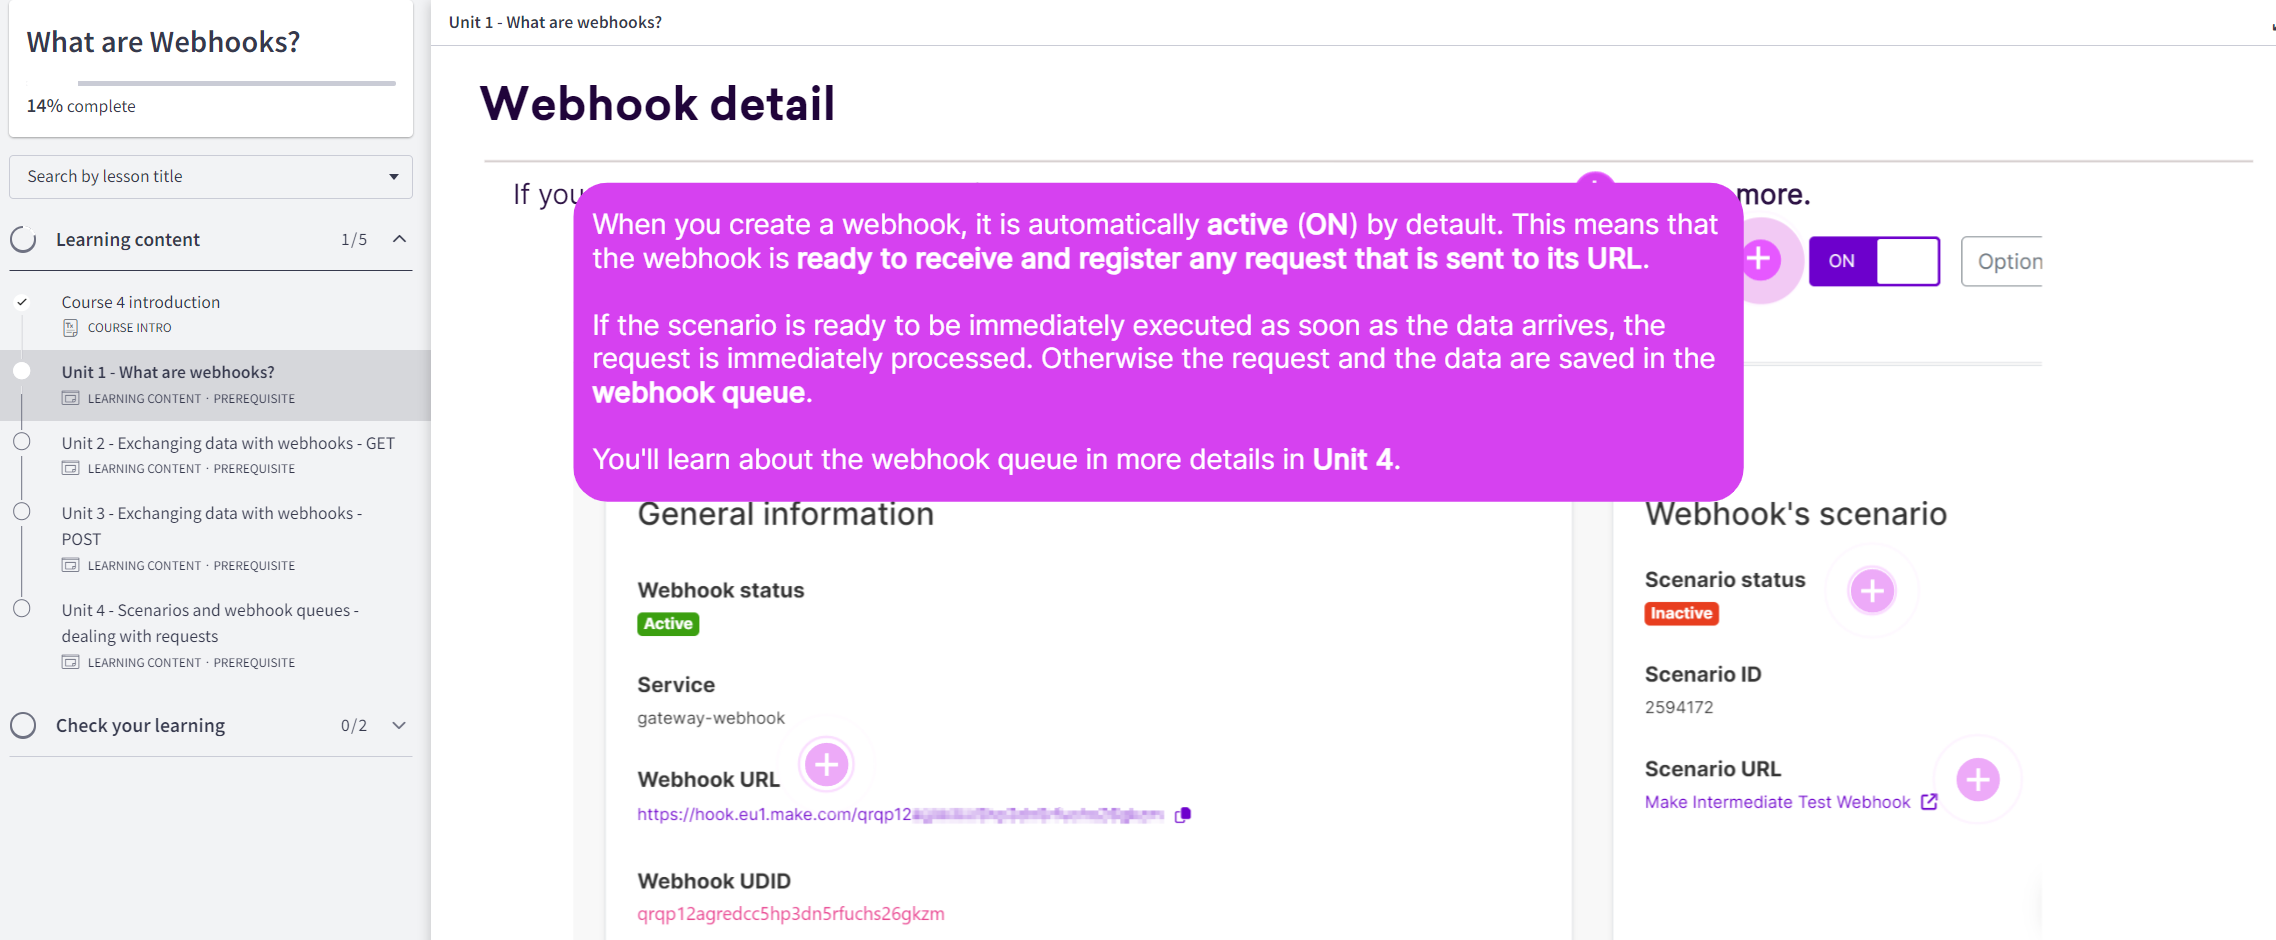 What are Webhooks?
14% complete
Search by lesson title
Learning content 1/5
Course 4 introduction
COURSE INTRO
Unit 1 - What are webhooks?
LEARNING CONTENT · PREREQUISITE
Unit 2 - Exchanging data with webhooks - GET
LEARNING CONTENT · PREREQUISITE
Unit 3 - Exchanging data with webhooks -
POST
LEARNING CONTENT · PREREQUISITE
Unit 4 - Scenarios and webhook queues -
dealing with requests
LEARNING CONTENT · PREREQUISITE
Check your learning 0/2
Unit 1 - What are webhooks?
Webhook detail
If you more.
When you create a webhook, it is automatically active (ON) by detault. This means that
the webhook is ready to receive and register any request that is sent to its URL.
If the scenario is ready to be immediately executed as soon as the data arrives, the
request is immediately processed. Otherwise the request and the data are saved in the
webhook queue.
You'll learn about the webhook queue in more details in Unit 4.
ON
Option
General information
Webhook status
Active
Service
gateway-webhook
Webhook URL
https://hook.eu1.make.com/qrqp12
Webhook UDID
qrqp12agredcc5hp3dn5rfuchs26gkzm
Webhook's scenario
Scenario status
Inactive
Scenario ID
2594172
Scenario URL
Make Intermediate Test Webhook